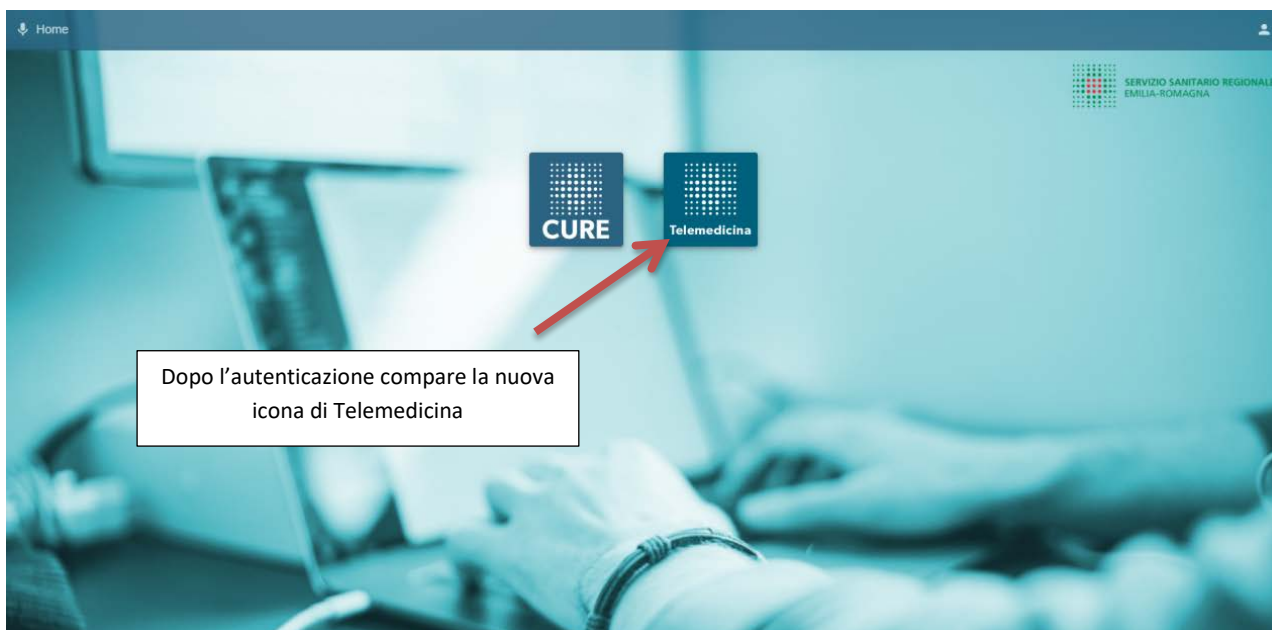 Home
SERVIZIO SANITARIO REGIONALE
EMILIA-ROMAGNA
CURE
Telemedicina
Dopo l’autenticazione compare la nuova
icona di Telemedicina